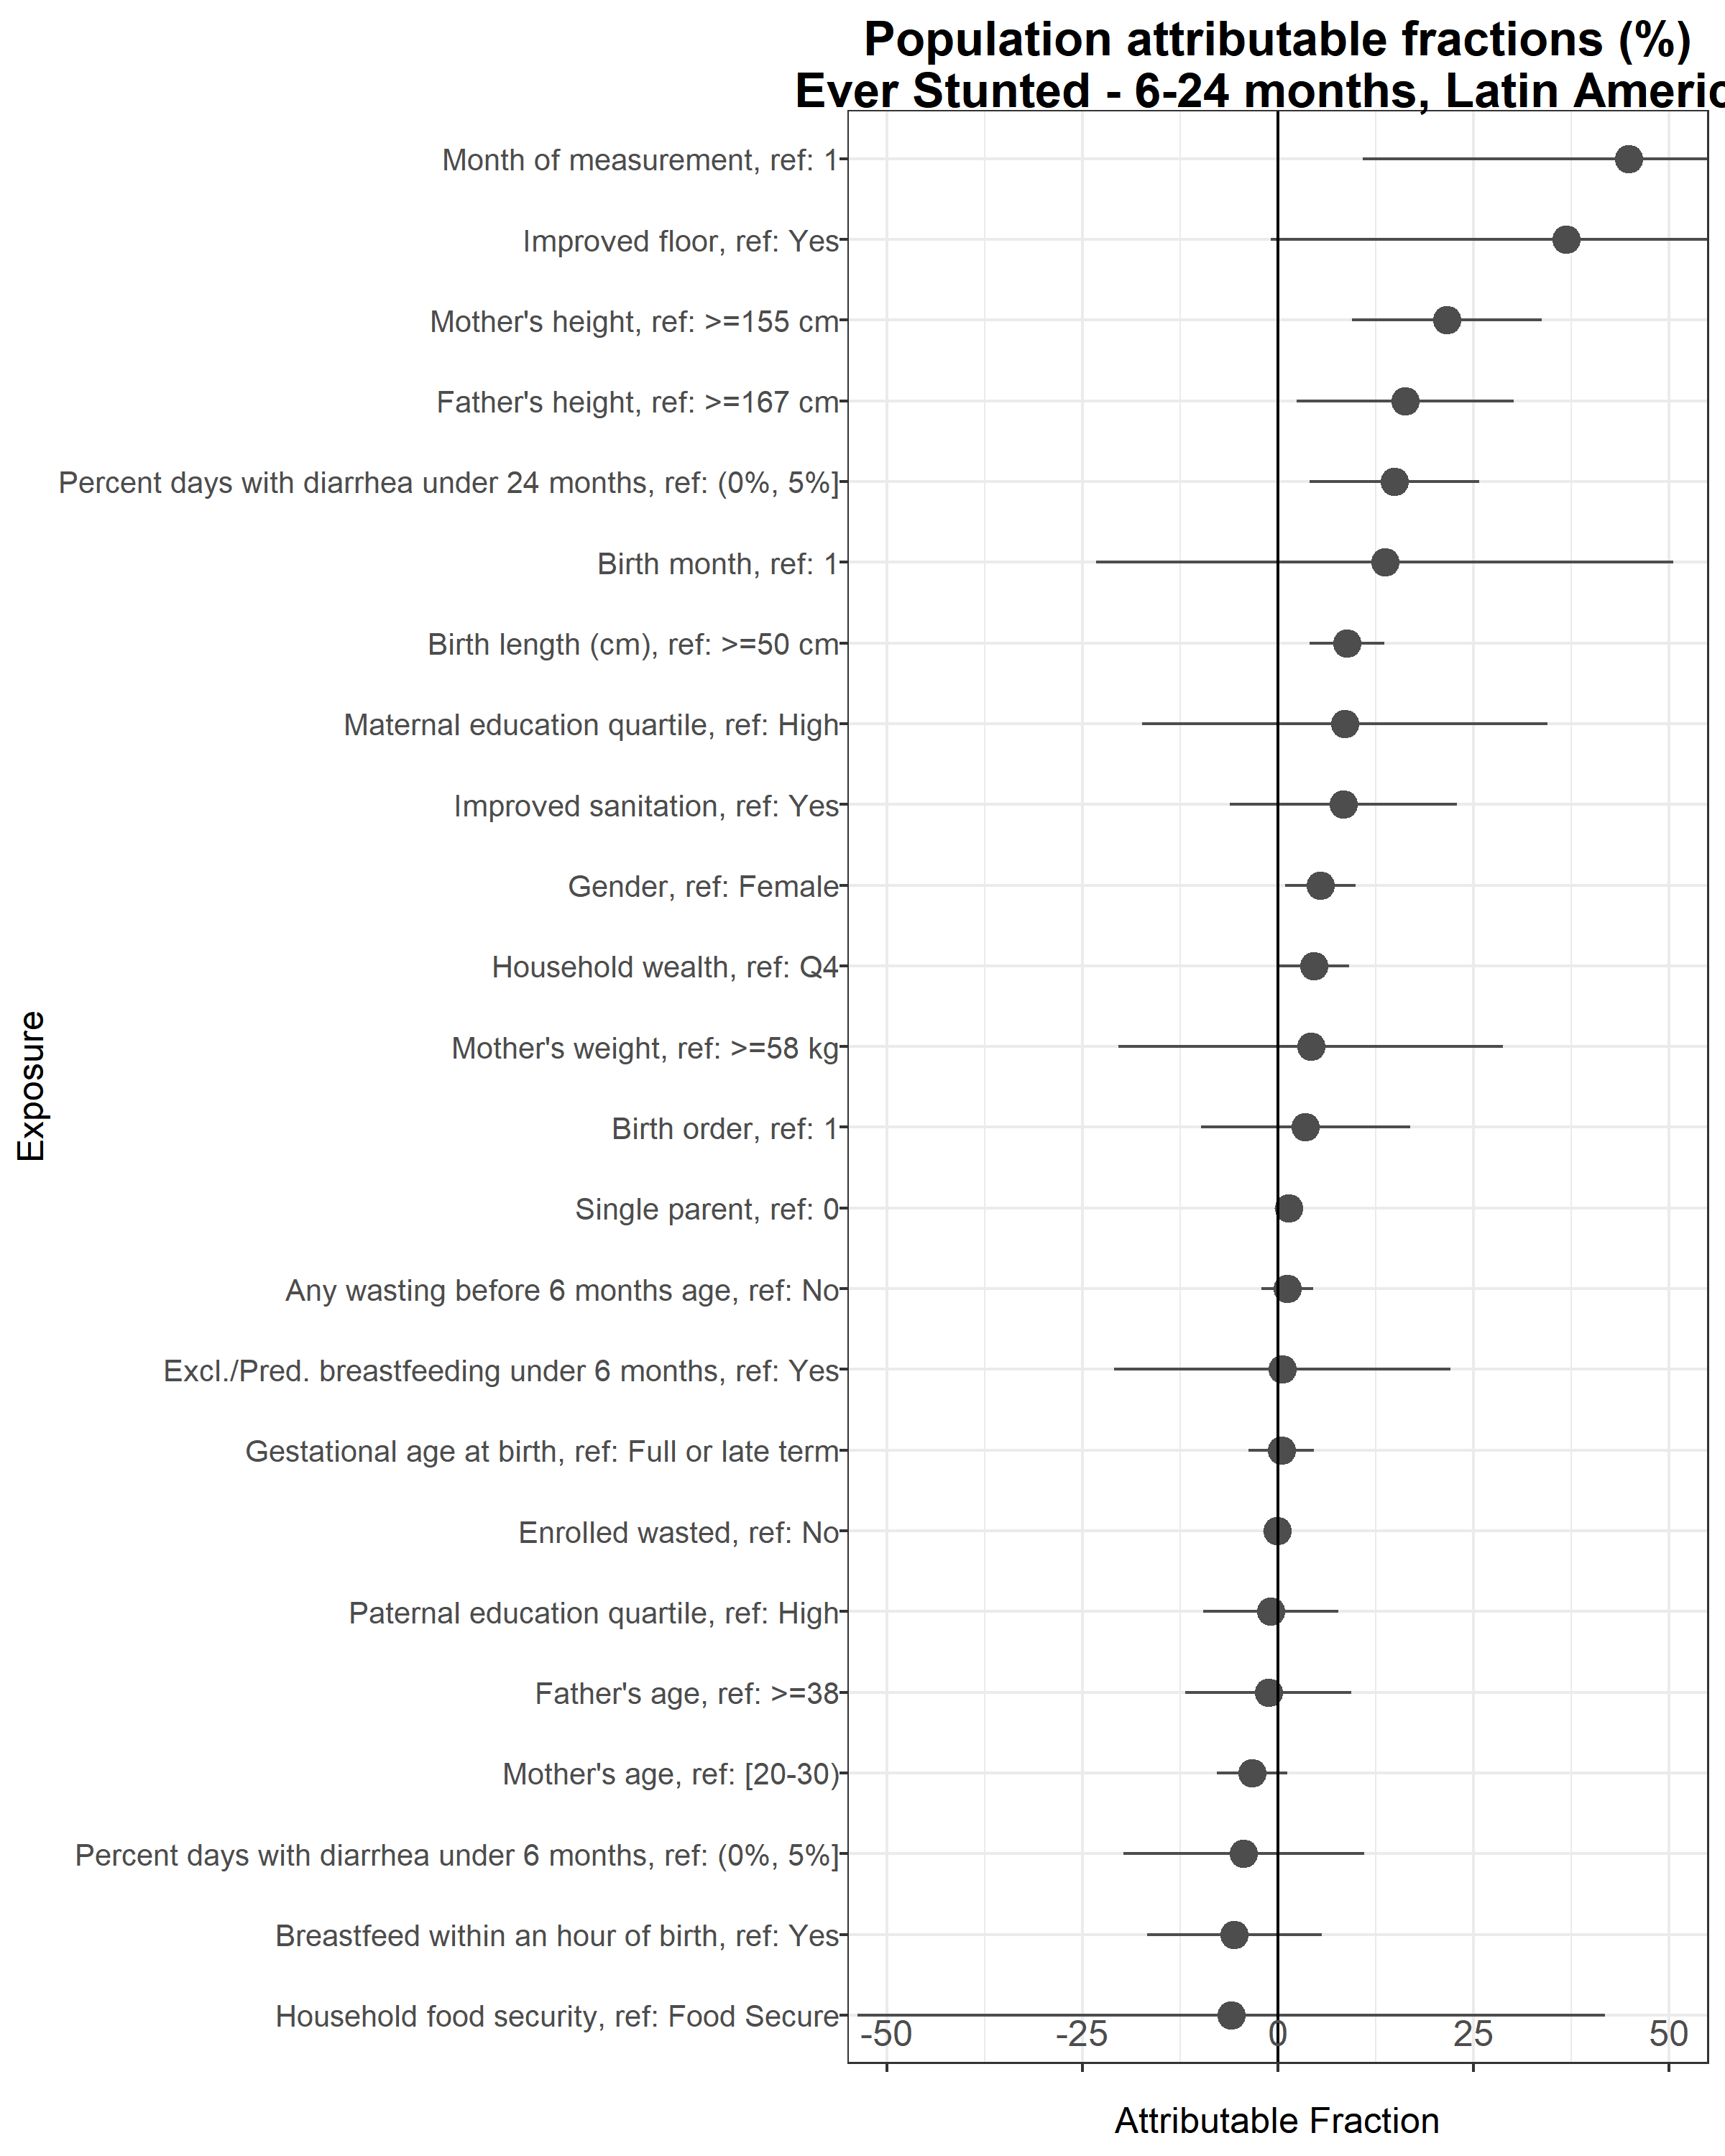 Population attributable fractions (%)
Ever Stunted - 6-24 months, Latin Americ
Month of measurement, ref: 1
Improved floor, ref: Yes
Mother's height, ref: >=155 cm
Father's height, ref: >=167 cm
Percent days with diarrhea under 24 months, ref: (0%, 5%]
Birth month, ref: 1
Birth length (cm), ref: >=50 cm
Maternal education quartile, ref: High
Improved sanitation, ref: Yes
Gender, ref: Female
Household wealth, ref: Q4
Mother's weight, ref: >=58 kg
Birth order, ref: 1
Single parent, ref: 0
Any wasting before 6 months age, ref: No
Excl./Pred. breastfeeding under 6 months, ref: Yes
Gestational age at birth, ref: Full or late term
Enrolled wasted, ref: No
Paternal education quartile, ref: High
Father's age, ref: >=38
Mother's age, ref: [20-30)
Percent days with diarrhea under 6 months, ref: (0%, 5%]
Breastfeed within an hour of birth, ref: Yes
Household food security, ref: Food Secure
Exposure
-50 -25 0 25 50
Attributable Fraction